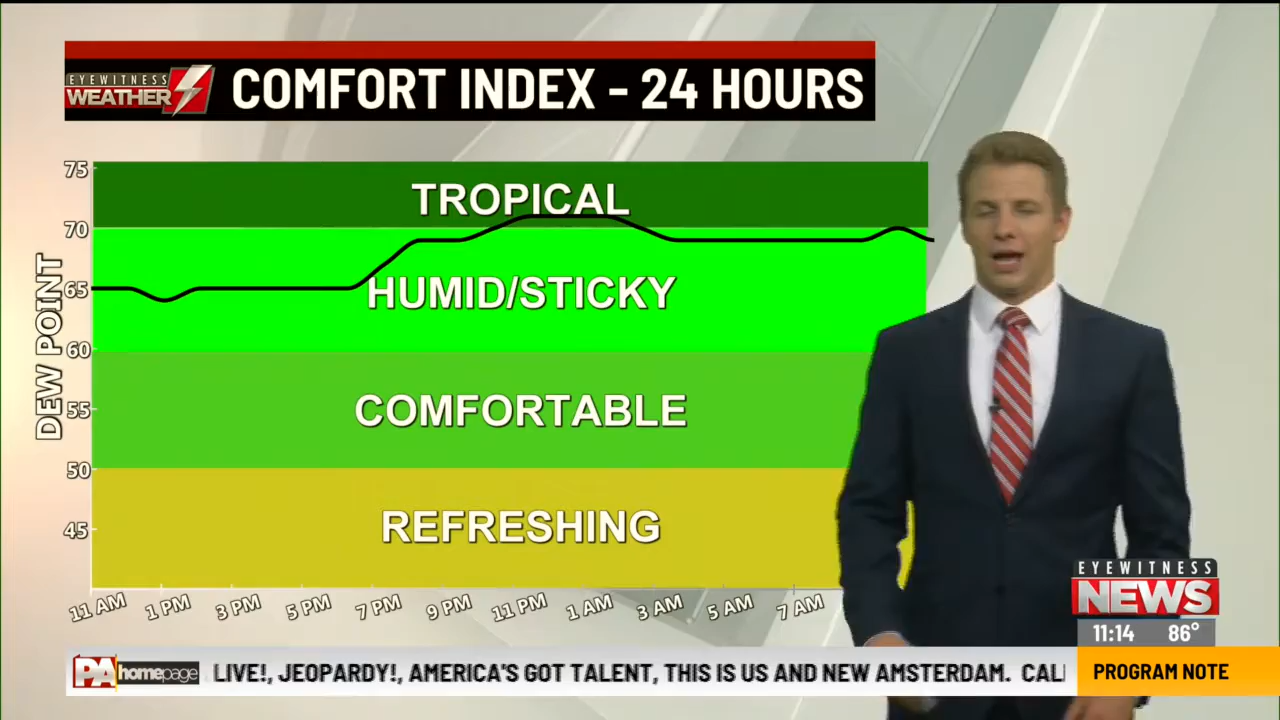 EYEWITNESS
WEATHER
COMFORT INDEX - 24 HOURS
DEW POINT
75
70
65
60
55
50
45
TROPICAL
HUMID/STICKY
COMFORTABLE
REFRESHING
11 AM 1 PM 3 PM 5 PM 7 PM 9 PM 11 PM 1 AM 3 AM 5 AM 7 AM
EYEWITNESS
NEWS
11:14 86°
PA homepage LIVE!, JEOPARDY!, AMERICA'S GOT TALENT, THIS IS US AND NEW AMSTERDAM. CAL
PROGRAM NOTE